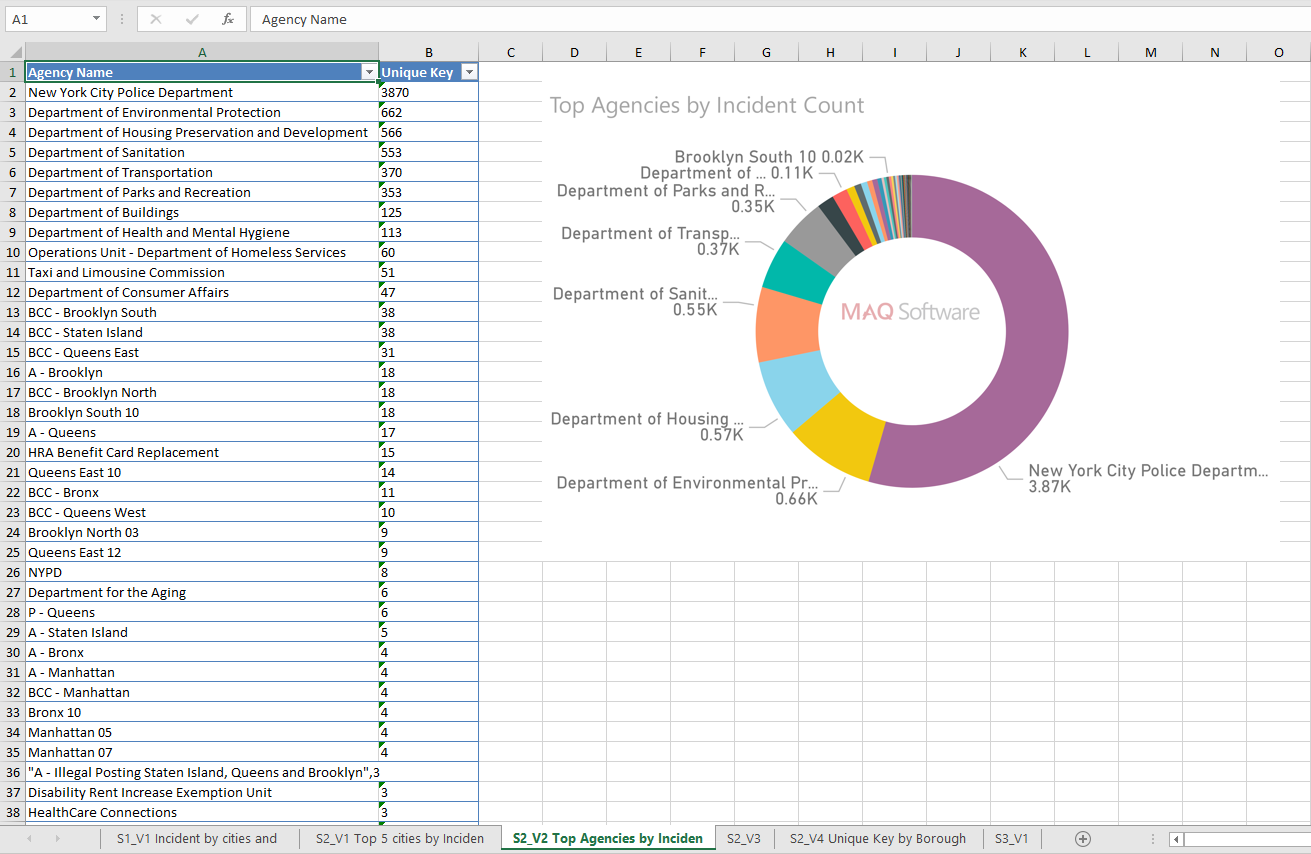 A1 fx Agency Name
A B C D E F G H I J K L M N O
1 Agency Name Unique Key
2 New York City Police Department 3870
3 Department of Environmental Protection 662
4 Department of Housing Preservation and Development 566
5 Department of Sanitation 553
6 Department of Transportation 370
7 Department of Parks and Recreation 353
8 Department of Buildings 125
9 Department of Health and Mental Hygiene 113
10 Operations Unit - Department of Homeless Services 60
11 Taxi and Limousine Commission 51
12 Department of Consumer Affairs 47
13 BCC - Brooklyn South 38
14 BCC - Staten Island 38
15 BCC - Queens East 31
16 A - Brooklyn 18
17 BCC - Brooklyn North 18
18 Brooklyn South 10 18
19 A - Queens 17
20 HRA Benefit Card Replacement 15
21 Queens East 10 14
22 BCC - Bronx 11
23 BCC - Queens West 10
24 Brooklyn North 03 9
25 Queens East 12 9
26 NYPD 8
27 Department for the Aging 6
28 P - Queens 6
29 A - Staten Island 5
30 A - Bronx 4
31 A - Manhattan 4
32 BCC - Manhattan 4
33 Bronx 10 4
34 Manhattan 05 4
35 Manhattan 07 4
36 "A - Illegal Posting Staten Island, Queens and Brooklyn",3
37 Disability Rent Increase Exemption Unit 3
38 HealthCare Connections 3
Top Agencies by Incident Count
Brooklyn South 10 0.02K
Department of ... 0.11K
Department of Parks and R...
0.35K
Department of Transp...
0.37K
Department of Sanit...
0.55K
MAQ Software
Department of Housing ...
0.57K
Department of Environmental Pr...
0.66K
New York City Police Departm...
3.87K
S1_V1 Incident by cities and S2_V1 Top 5 cities by Inciden S2_V2 Top Agencies by Inciden S2_V3 S2_V4 Unique Key by Borough S3_V1